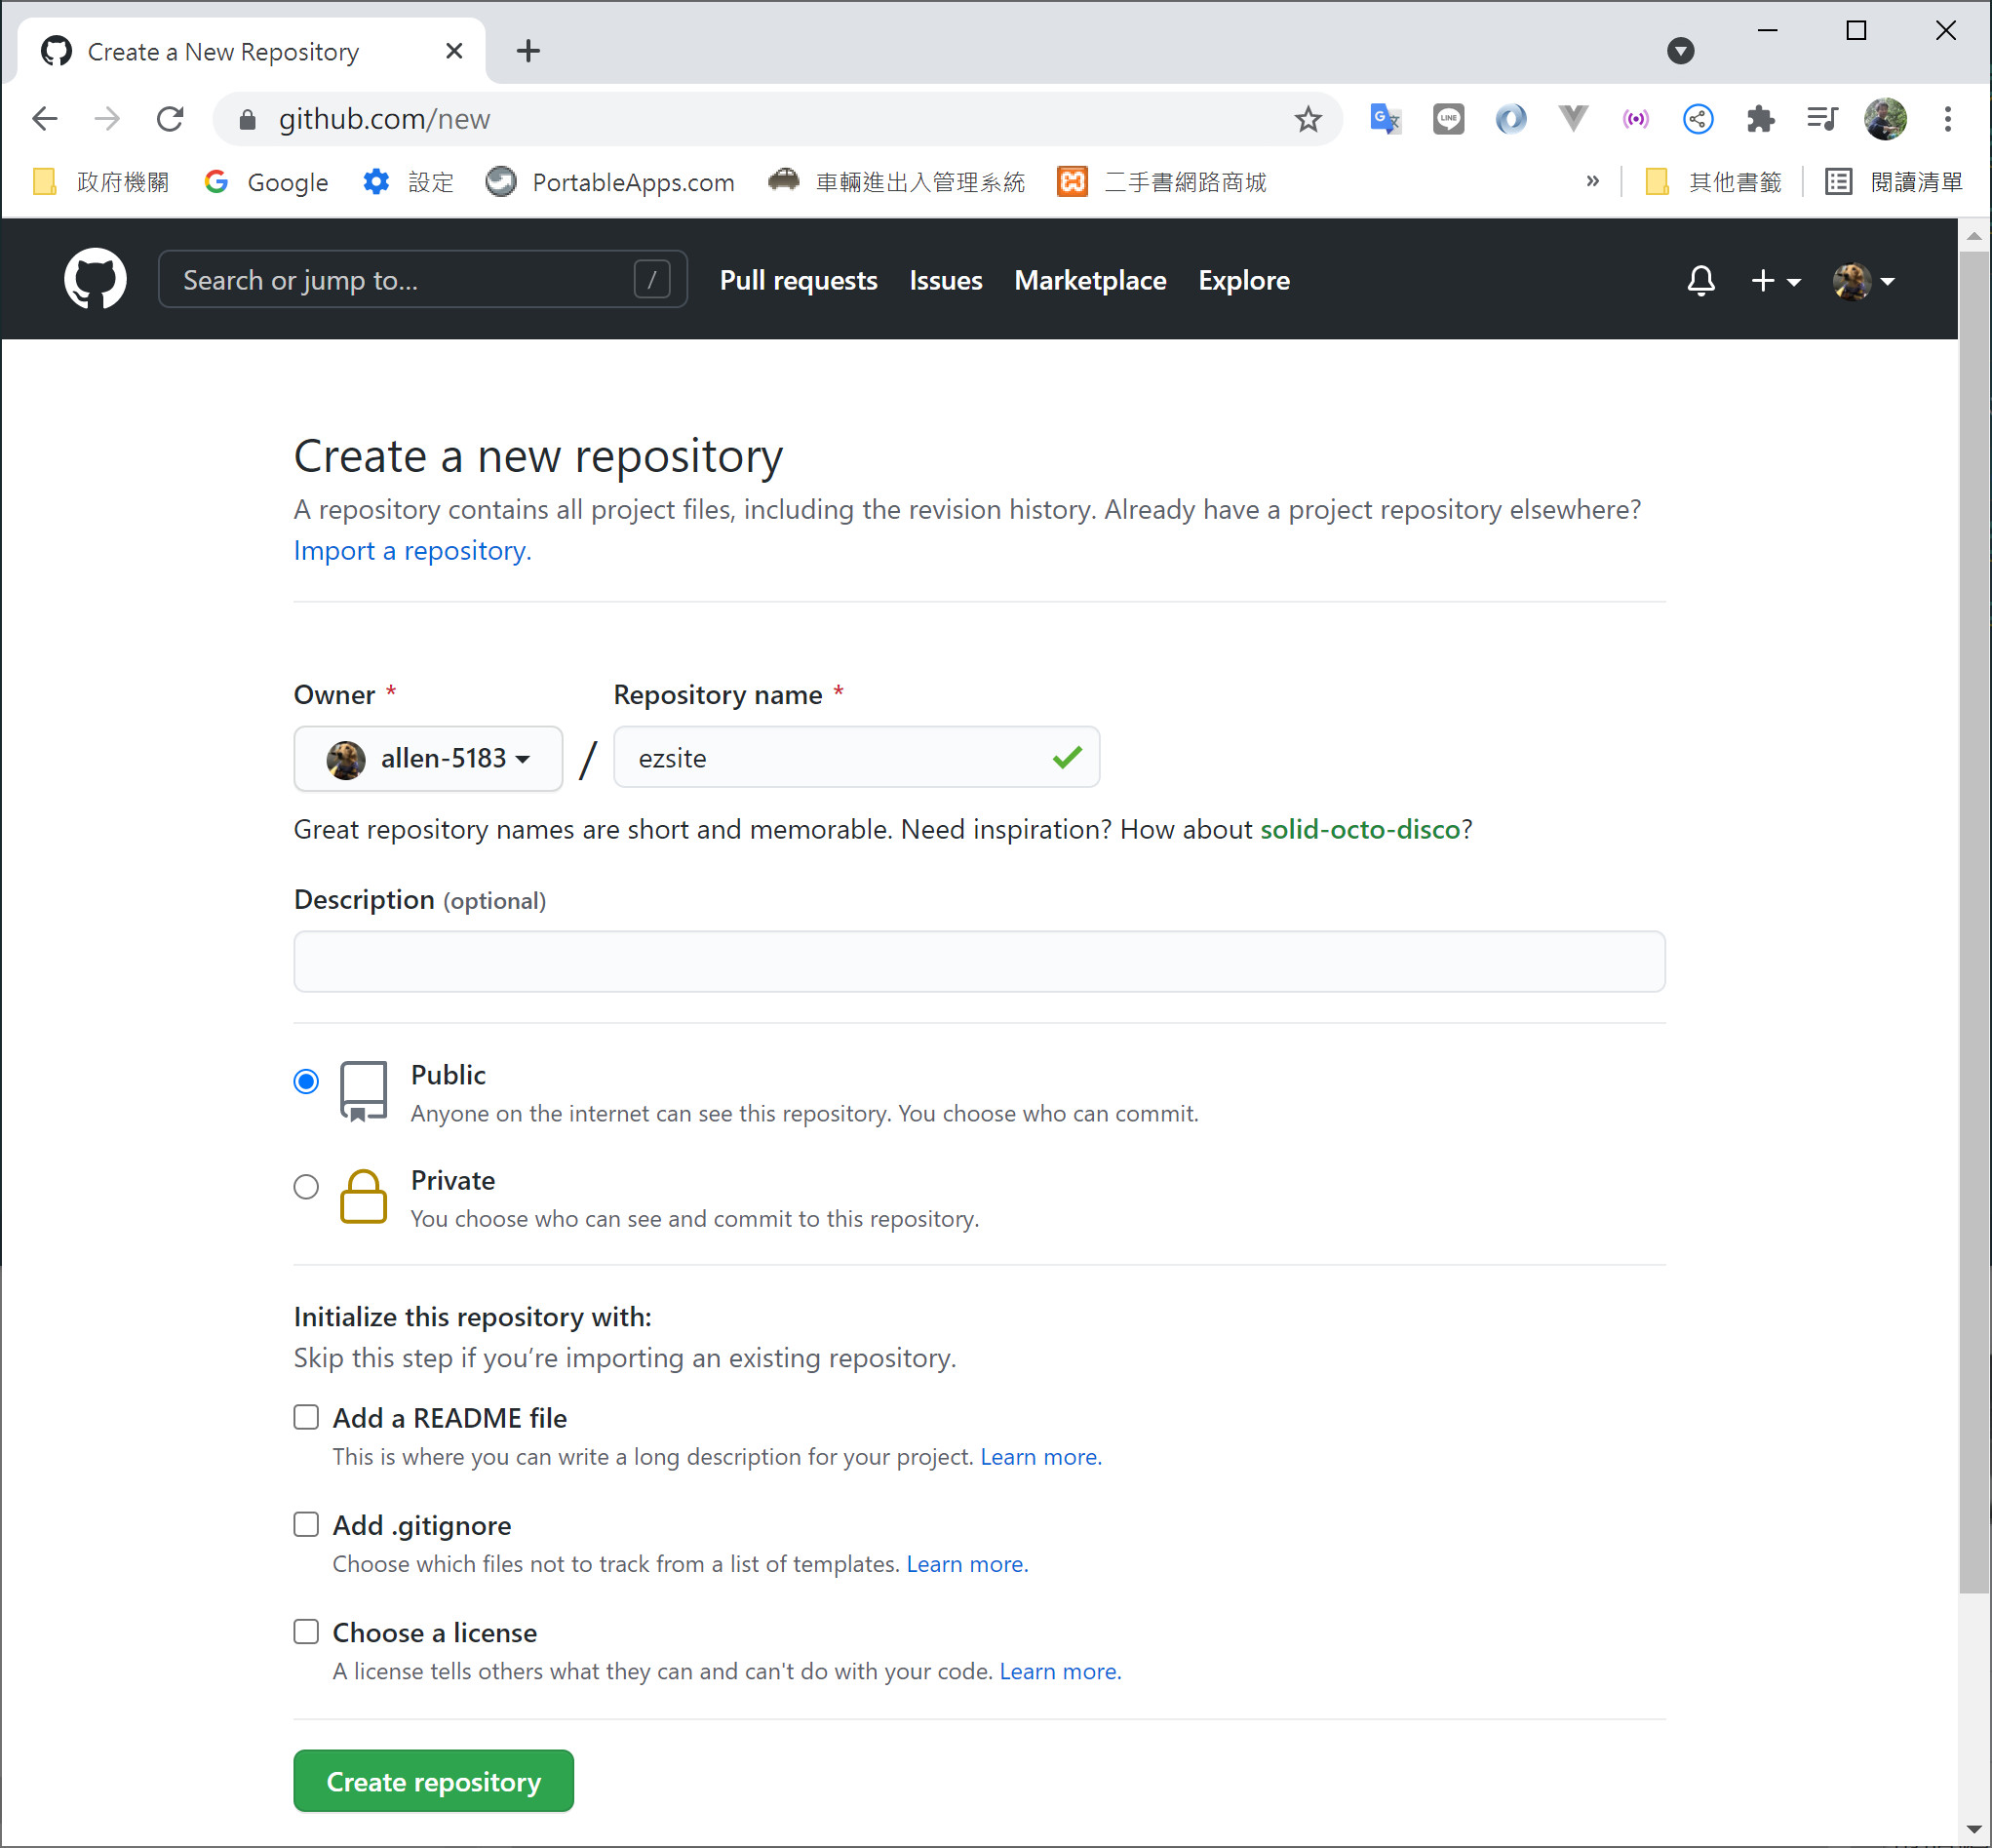 Create a New Repository
github.com/new
政府機關 Google 設定 PortableApps.com 車輛進出入管理系統 二手書網路商城 » 其他書籤 閱讀清單
Search or jump to... / Pull requests Issues Marketplace Explore
Create a new repository
A repository contains all project files, including the revision history. Already have a project repository elsewhere?
Import a repository.
Owner * Repository name *
allen-5183 / ezsite
Great repository names are short and memorable. Need inspiration? How about solid-octo-disco?
Description (optional)
Public
Anyone on the internet can see this repository. You choose who can commit.
Private
You choose who can see and commit to this repository.
Initialize this repository with:
Skip this step if you’re importing an existing repository.
Add a README file
This is where you can write a long description for your project. Learn more.
Add .gitignore
Choose which files not to track from a list of templates. Learn more.
Choose a license
A license tells others what they can and can't do with your code. Learn more.
Create repository